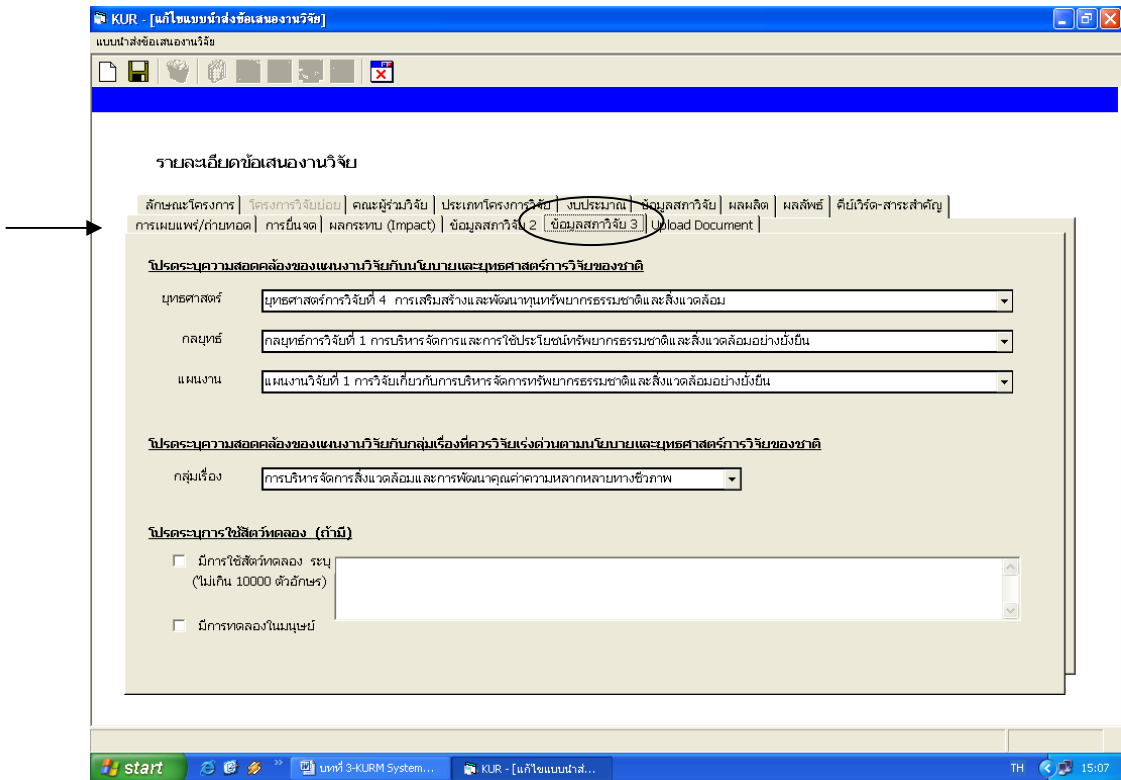 KUR - [แก้ไขแบบนำส่งข้อเสนองานวิจัย]
แบบนำส่งข้อเสนองานวิจัย
รายละเอียดข้อเสนองานวิจัย
ลักษณะโครงการ โครงการวิจัยย่อย คณะผู้ร่วมวิจัย ประเภทโครงการวิจัย งบประมาณ ข้อมูลสภาวิจัย ผลผลิต ผลลัพธ์ คีย์เวิร์ด-สาระสำคัญ
การเผยแพร่/ถ่ายทอด การยื่นจด ผลกระทบ (Impact) ข้อมูลสภาวิจัย 2 ข้อมูลสภาวิจัย 3 Upload Document
โปรดระบุความสอดคล้องของแผนงานวิจัยกับนโยบายและยุทธศาสตร์การวิจัยของชาติ
ยุทธศาสตร์ ยุทธศาสตร์การวิจัยที่ 4 การเสริมสร้างและพัฒนาทุนทรัพยากรธรรมชาติและสิ่งแวดล้อม
กลยุทธ์ กลยุทธ์การวิจัยที่ 1 การบริหารจัดการและการใช้ประโยชน์ทรัพยากรธรรมชาติและสิ่งแวดล้อมอย่างยั่งยืน
แผนงาน แผนงานวิจัยที่ 1 การวิจัยเกี่ยวกับการบริหารจัดการทรัพยากรธรรมชาติและสิ่งแวดล้อมอย่างยั่งยืน
โปรดระบุความสอดคล้องของแผนงานวิจัยกับกลุ่มเรื่องที่ควรวิจัยเร่งด่วนตามนโยบายและยุทธศาสตร์การวิจัยของชาติ
กลุ่มเรื่อง การบริหารจัดการสิ่งแวดล้อมและการพัฒนาคุณค่าความหลากหลายทางชีวภาพ
โปรดระบุการใช้สัตว์ทดลอง (ถ้ามี)
มีการใช้สัตว์ทดลอง ระบุ
(ไม่เกิน 10000 ตัวอักษร)
มีการทดลองในมนุษย์
start บทที่ 3-KURM System... KUR - [แก้ไขแบบนำส่... TH 15:07